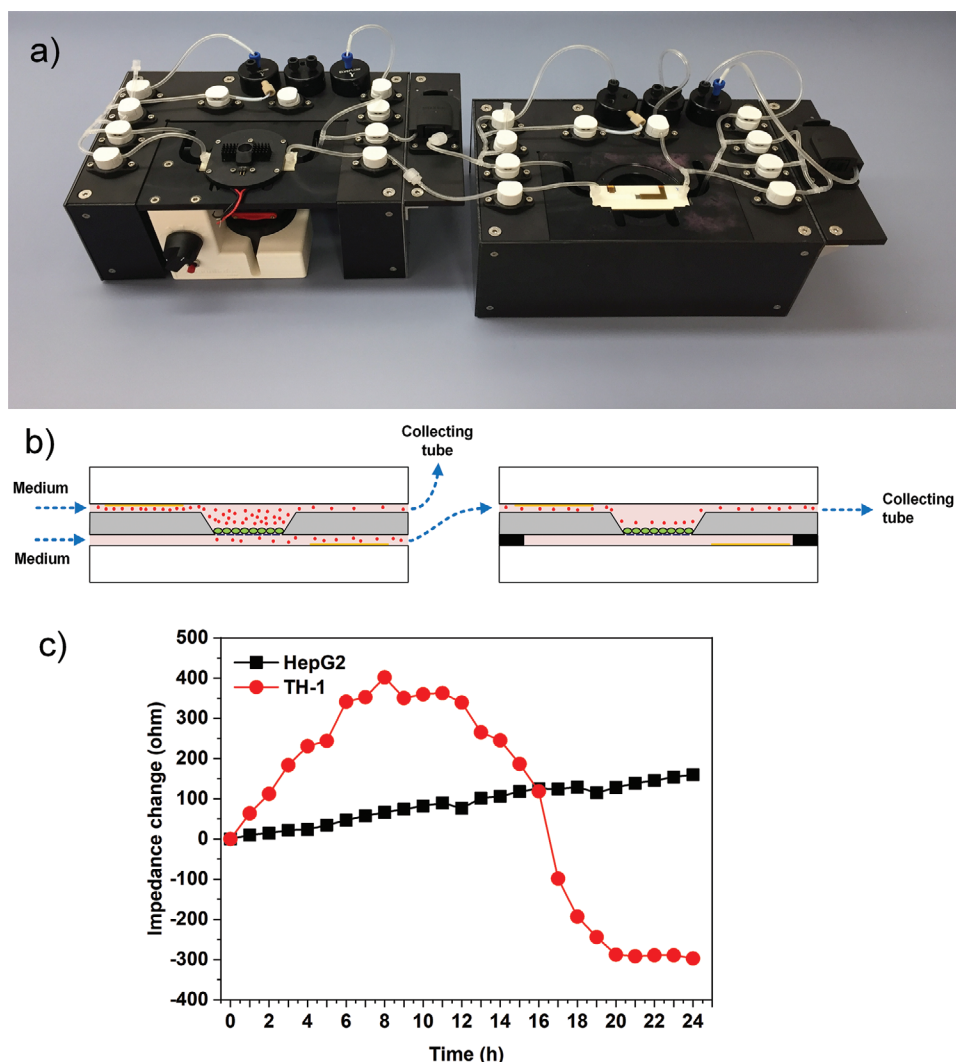 a)
b)
Collecting
tube
Medium
Medium
Collecting
tube
c)
HepG2
TH-1
Impedance change (ohm)
500
400
300
200
100
0
-100
-200
-300
-400
0 2 4 6 8 10 12 14 16 18 20 22 24
Time (h)